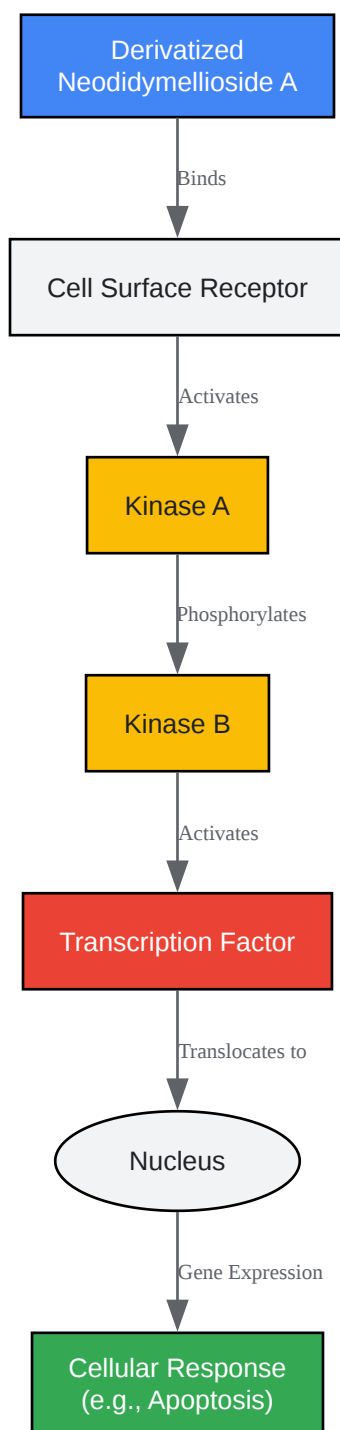 Derivatized
Neodidymellioside A
Binds
Cell Surface Receptor
Activates
Kinase A
Phosphorylates
Kinase B
Activates
Transcription Factor
Translocates to
Nucleus
Gene Expression
Cellular Response
(e.g., Apoptosis)